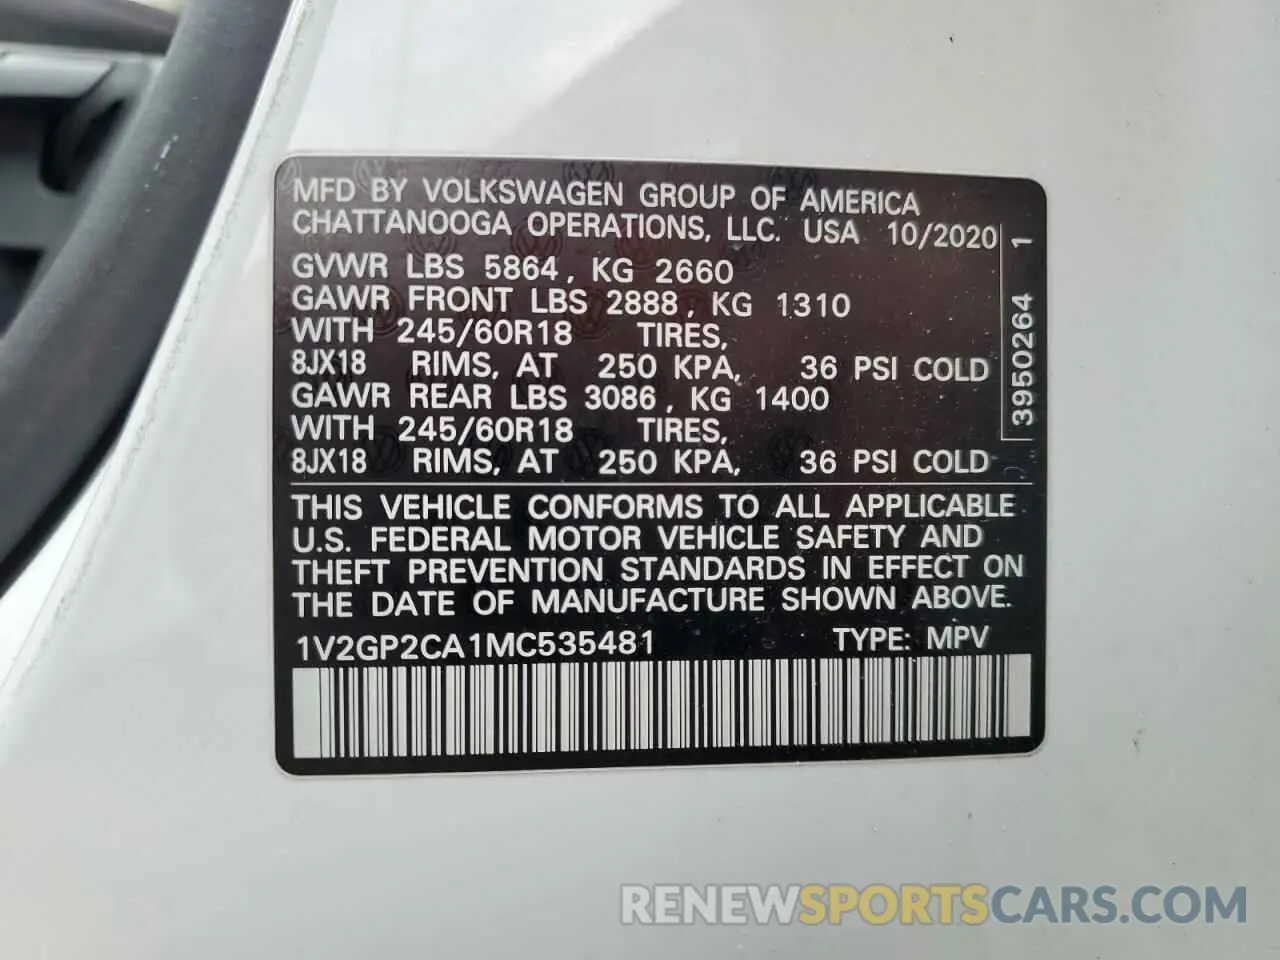 MFD BY VOLKSWAGEN GROUP OF AMERICA
CHATTANOOGA OPERATIONS, LLC. USA 10/2020
GVWR LBS 5864, KG 2660
GAWR FRONT LBS 2888, KG 1310
WITH 245/60R18 TIRES,
8JX18 RIMS, AT 250 KPA, 36 PSI COLD
GAWR REAR LBS 3086, KG 1400
WITH 245/60R18 TIRES,
8JX18 RIMS, AT 250 KPA, 36 PSI COLD
3950264 1
THIS VEHICLE CONFORMS TO ALL APPLICABLE
U.S. FEDERAL MOTOR VEHICLE SAFETY AND
THEFT PREVENTION STANDARDS IN EFFECT ON
THE DATE OF MANUFACTURE SHOWN ABOVE.
1V2GP2CA1MC535481 TYPE: MPV
RENEWSPORTSCARS.COM